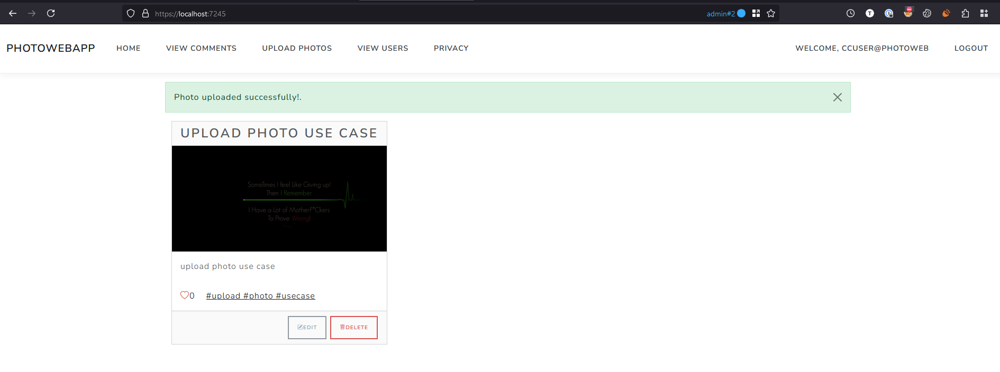 https://localhost:7245
admin#2
PHOTOWEBAPP
HOME
VIEW COMMENTS
UPLOAD PHOTOS
VIEW USERS
PRIVACY
WELCOME, CCUSER@PHOTOWEB
LOGOUT
Photo uploaded successfully!.
UPLOAD PHOTO USE CASE
SomeTimes I feel Like Giving up!
Then I Remember
I Have a Lot of MotherF*Ckers
To Prove Wrong!
upload photo use case
0
#upload #photo #usecase
EDIT
DELETE